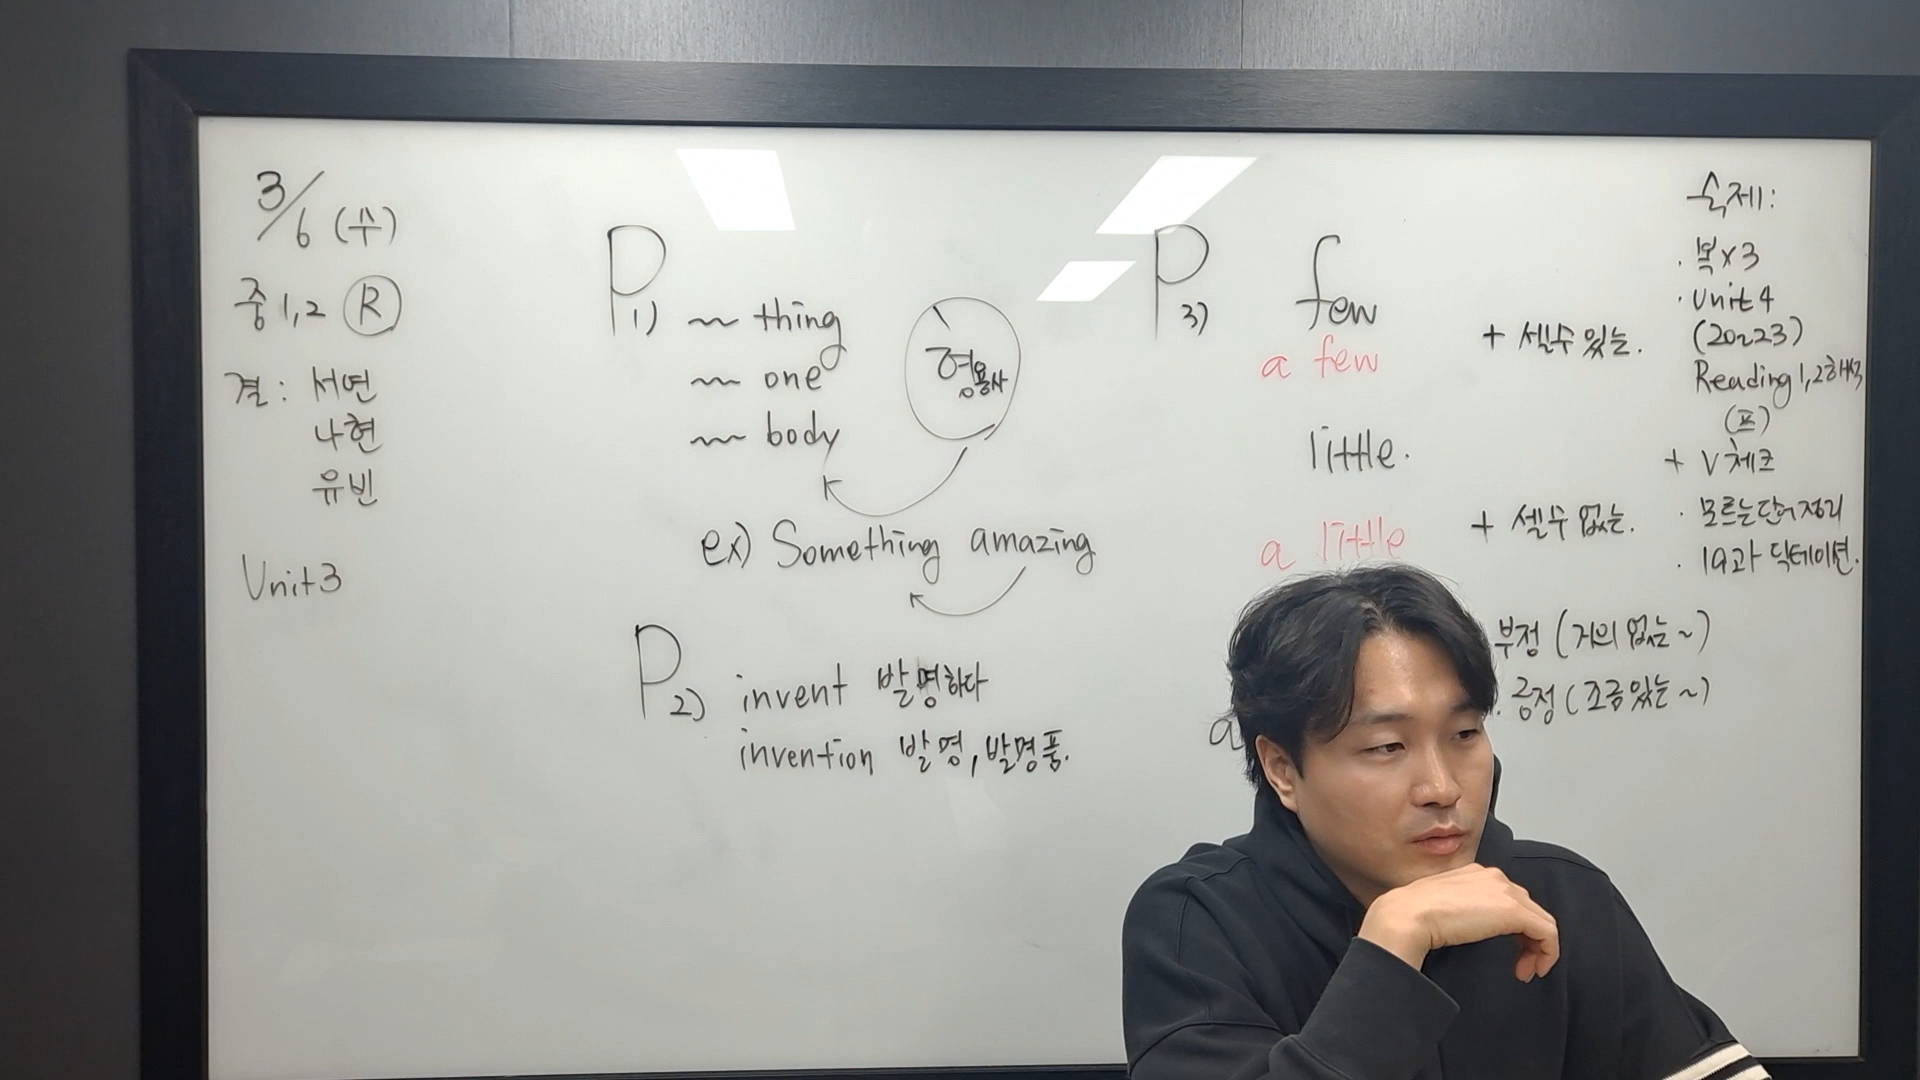 3/6 (수)
중 1,2 Ⓡ
결: 서연
나현
유빈
Unit3
P1) ~ thing
~ one
~ body
형용사
ex) Something amazing
P2) invent 발명하다
invention 발명, 발명품.
P3) few
a few
+ 셀수 있는.
little.
a little
+ 셀수 없는.
부정 (거의 없는~)
a
긍정 (조금있는~)
숙제:
· 복x3
· Unit4
(20~23)
Reading1,2해석
(프)
+ V체크
· 모르는단어정리
· 19과 딕테이션.